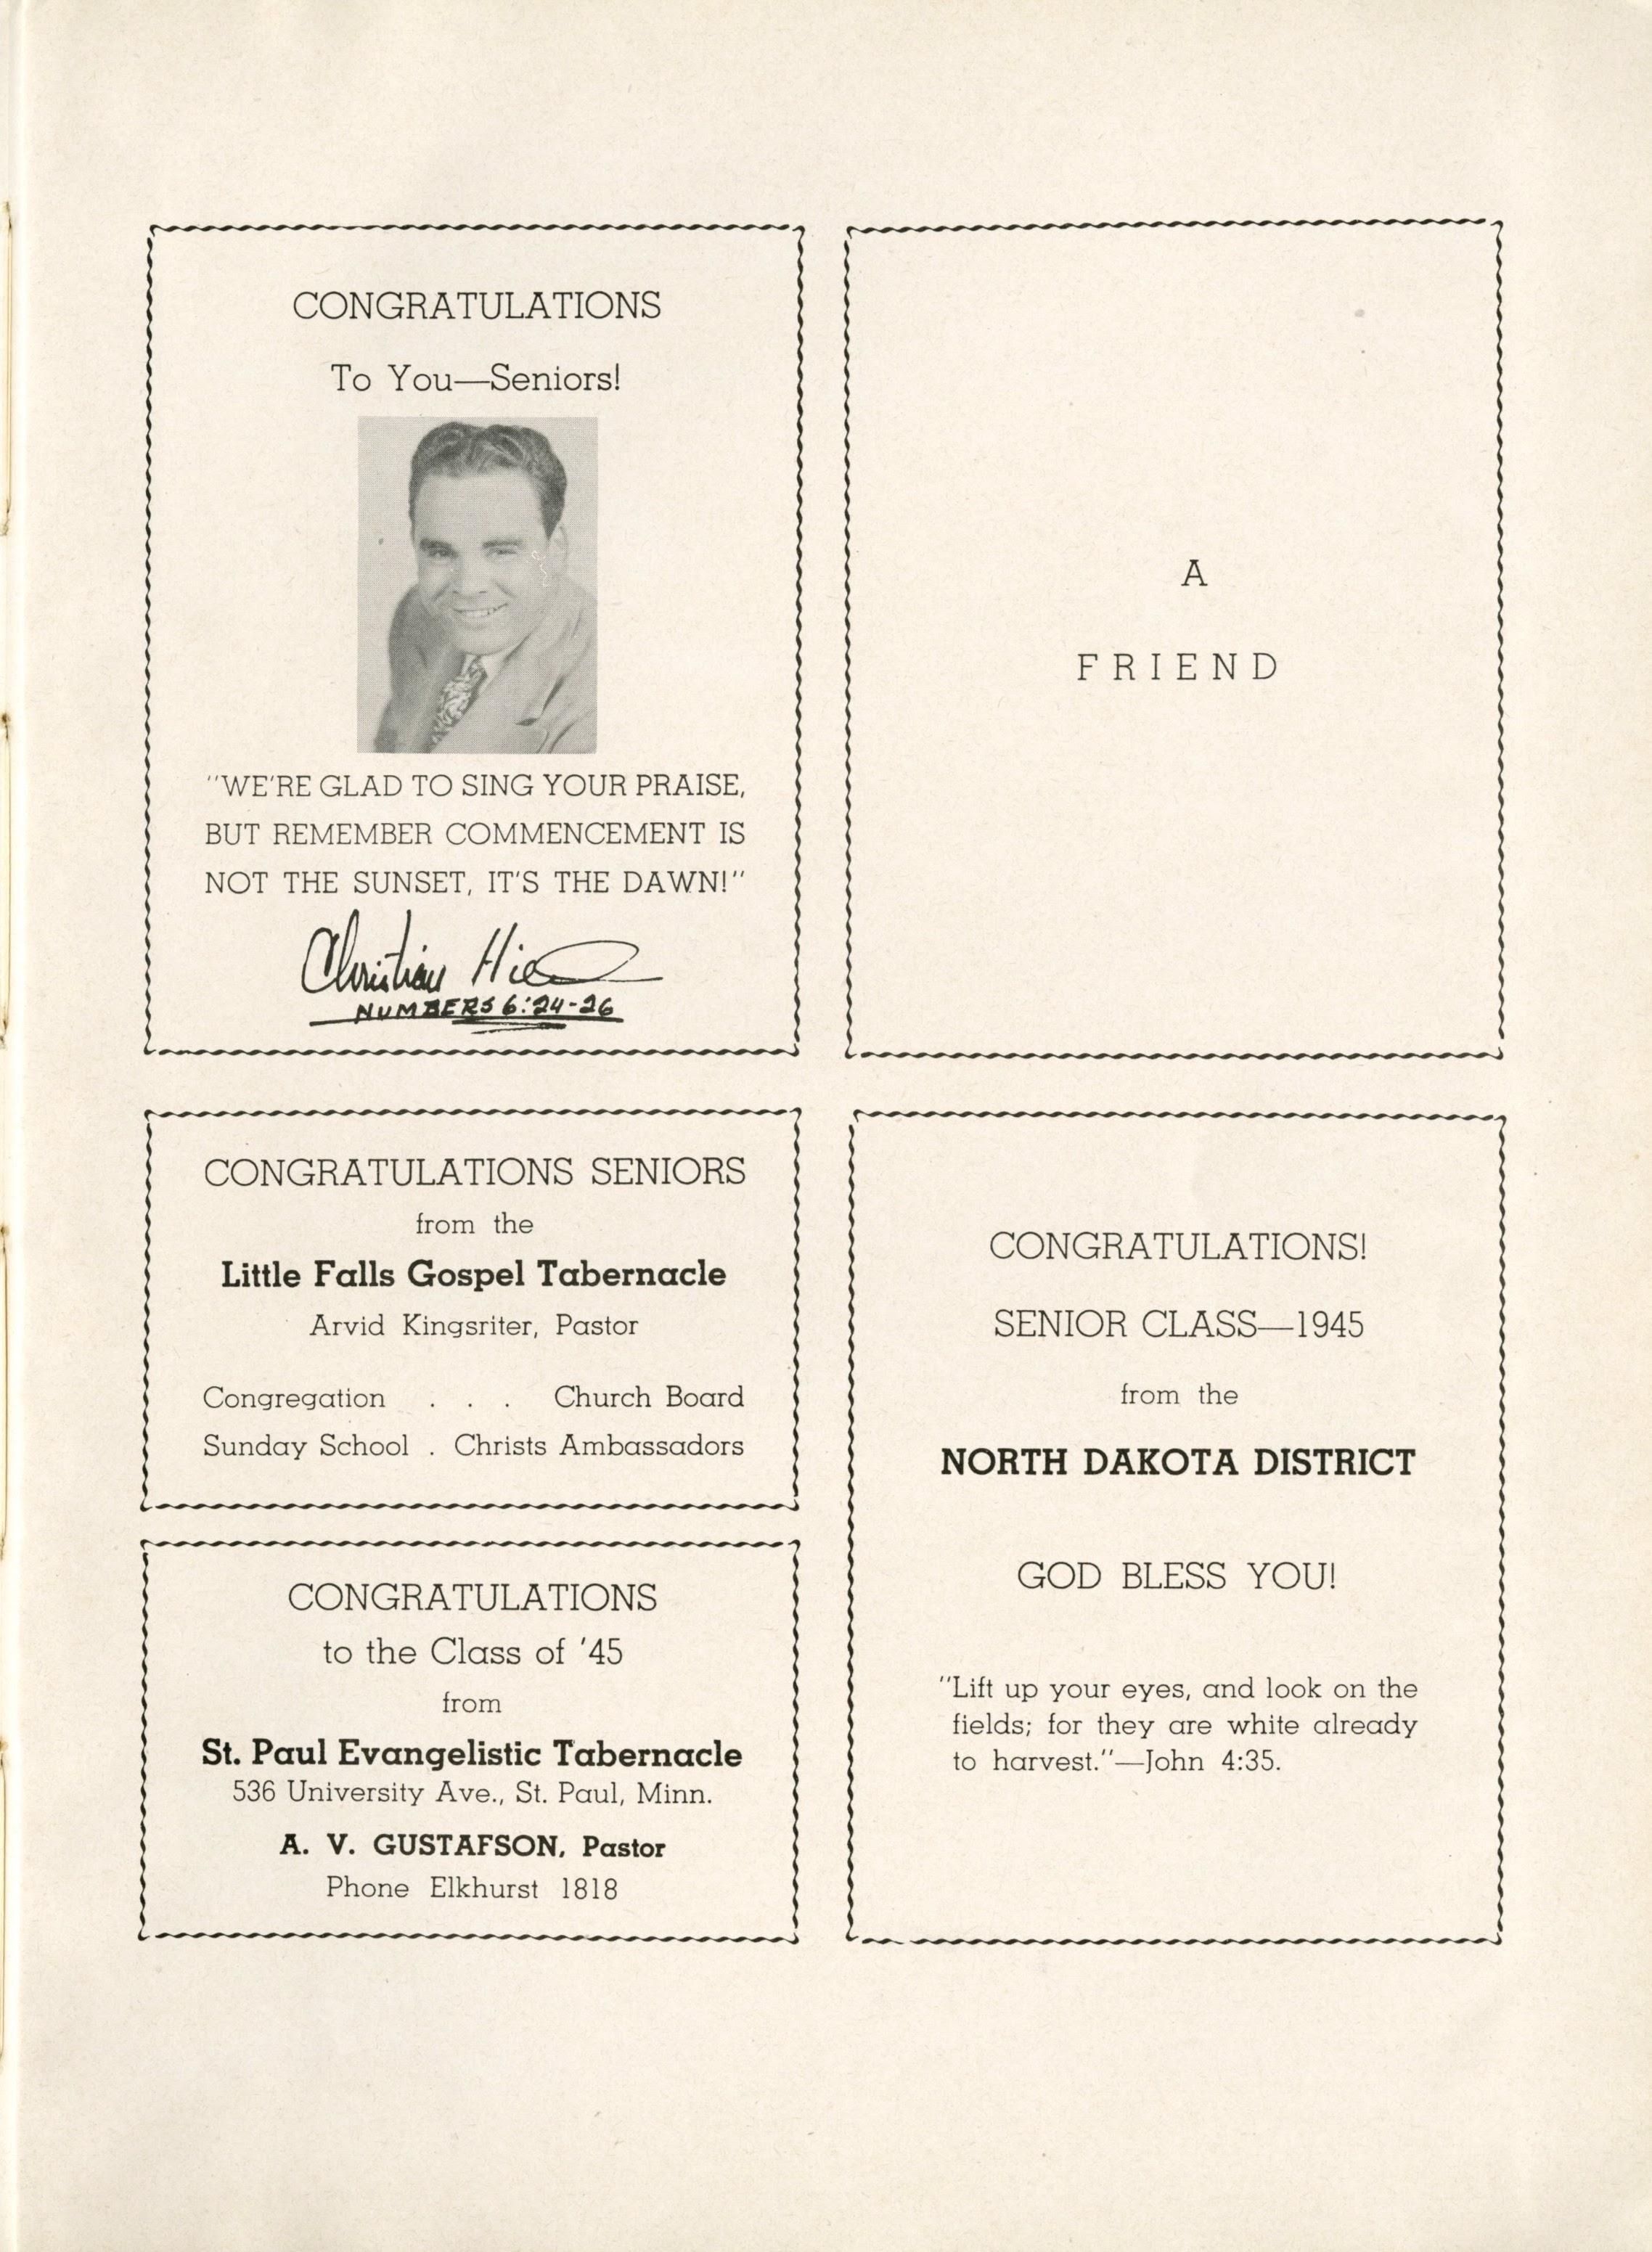 CONGRATULATIONS
To You—Seniors!
"WE'RE GLAD TO SING YOUR PRAISE,
BUT REMEMBER COMMENCEMENT IS
NOT THE SUNSET, IT'S THE DAWN!"
Christian
NUMBERS 6:24-26
A
FRIEND
CONGRATULATIONS SENIORS
from the
Little Falls Gospel Tabernacle
Arvid Kingsriter, Pastor
Congregation . . . Church Board
Sunday School . Christs Ambassadors
CONGRATULATIONS
to the Class of '45
from
St. Paul Evangelistic Tabernacle
536 University Ave., St. Paul, Minn.
A. V. GUSTAFSON, Pastor
Phone Elkhurst 1818
CONGRATULATIONS!
SENIOR CLASS—1945
from the
NORTH DAKOTA DISTRICT
GOD BLESS YOU!
"Lift up your eyes, and look on the
fields; for they are white already
to harvest."—John 4:35.